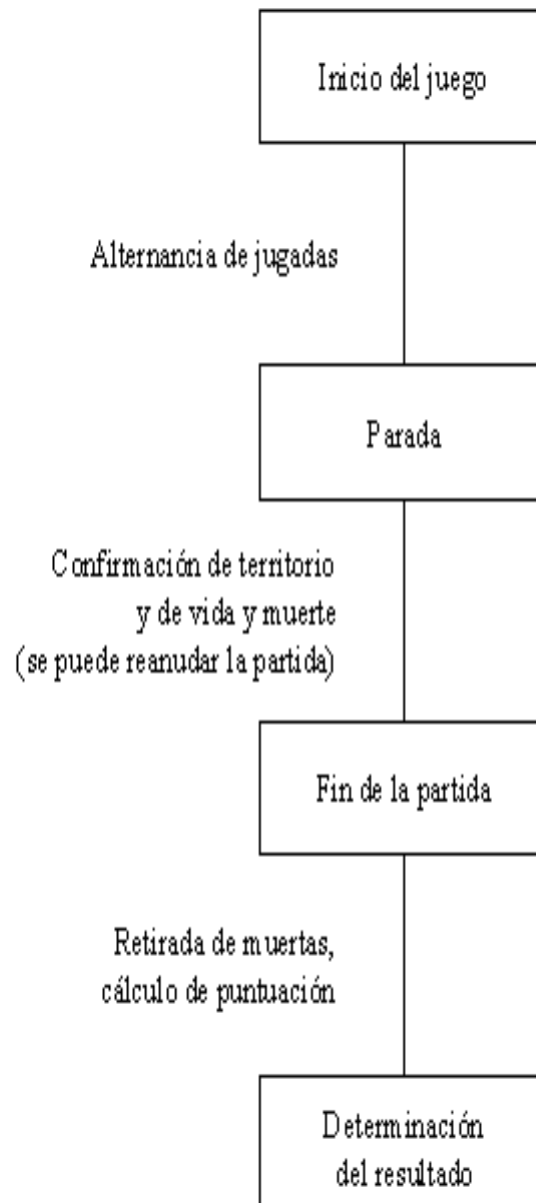 Inicio del juego
Alternancia de jugadas
Parada
Confirmación de territorio
y de vida y muerte
(se puede reanudar la partida)
Fin de la partida
Retirada de muertas,
cálculo de puntuación
Determinación
del resultado